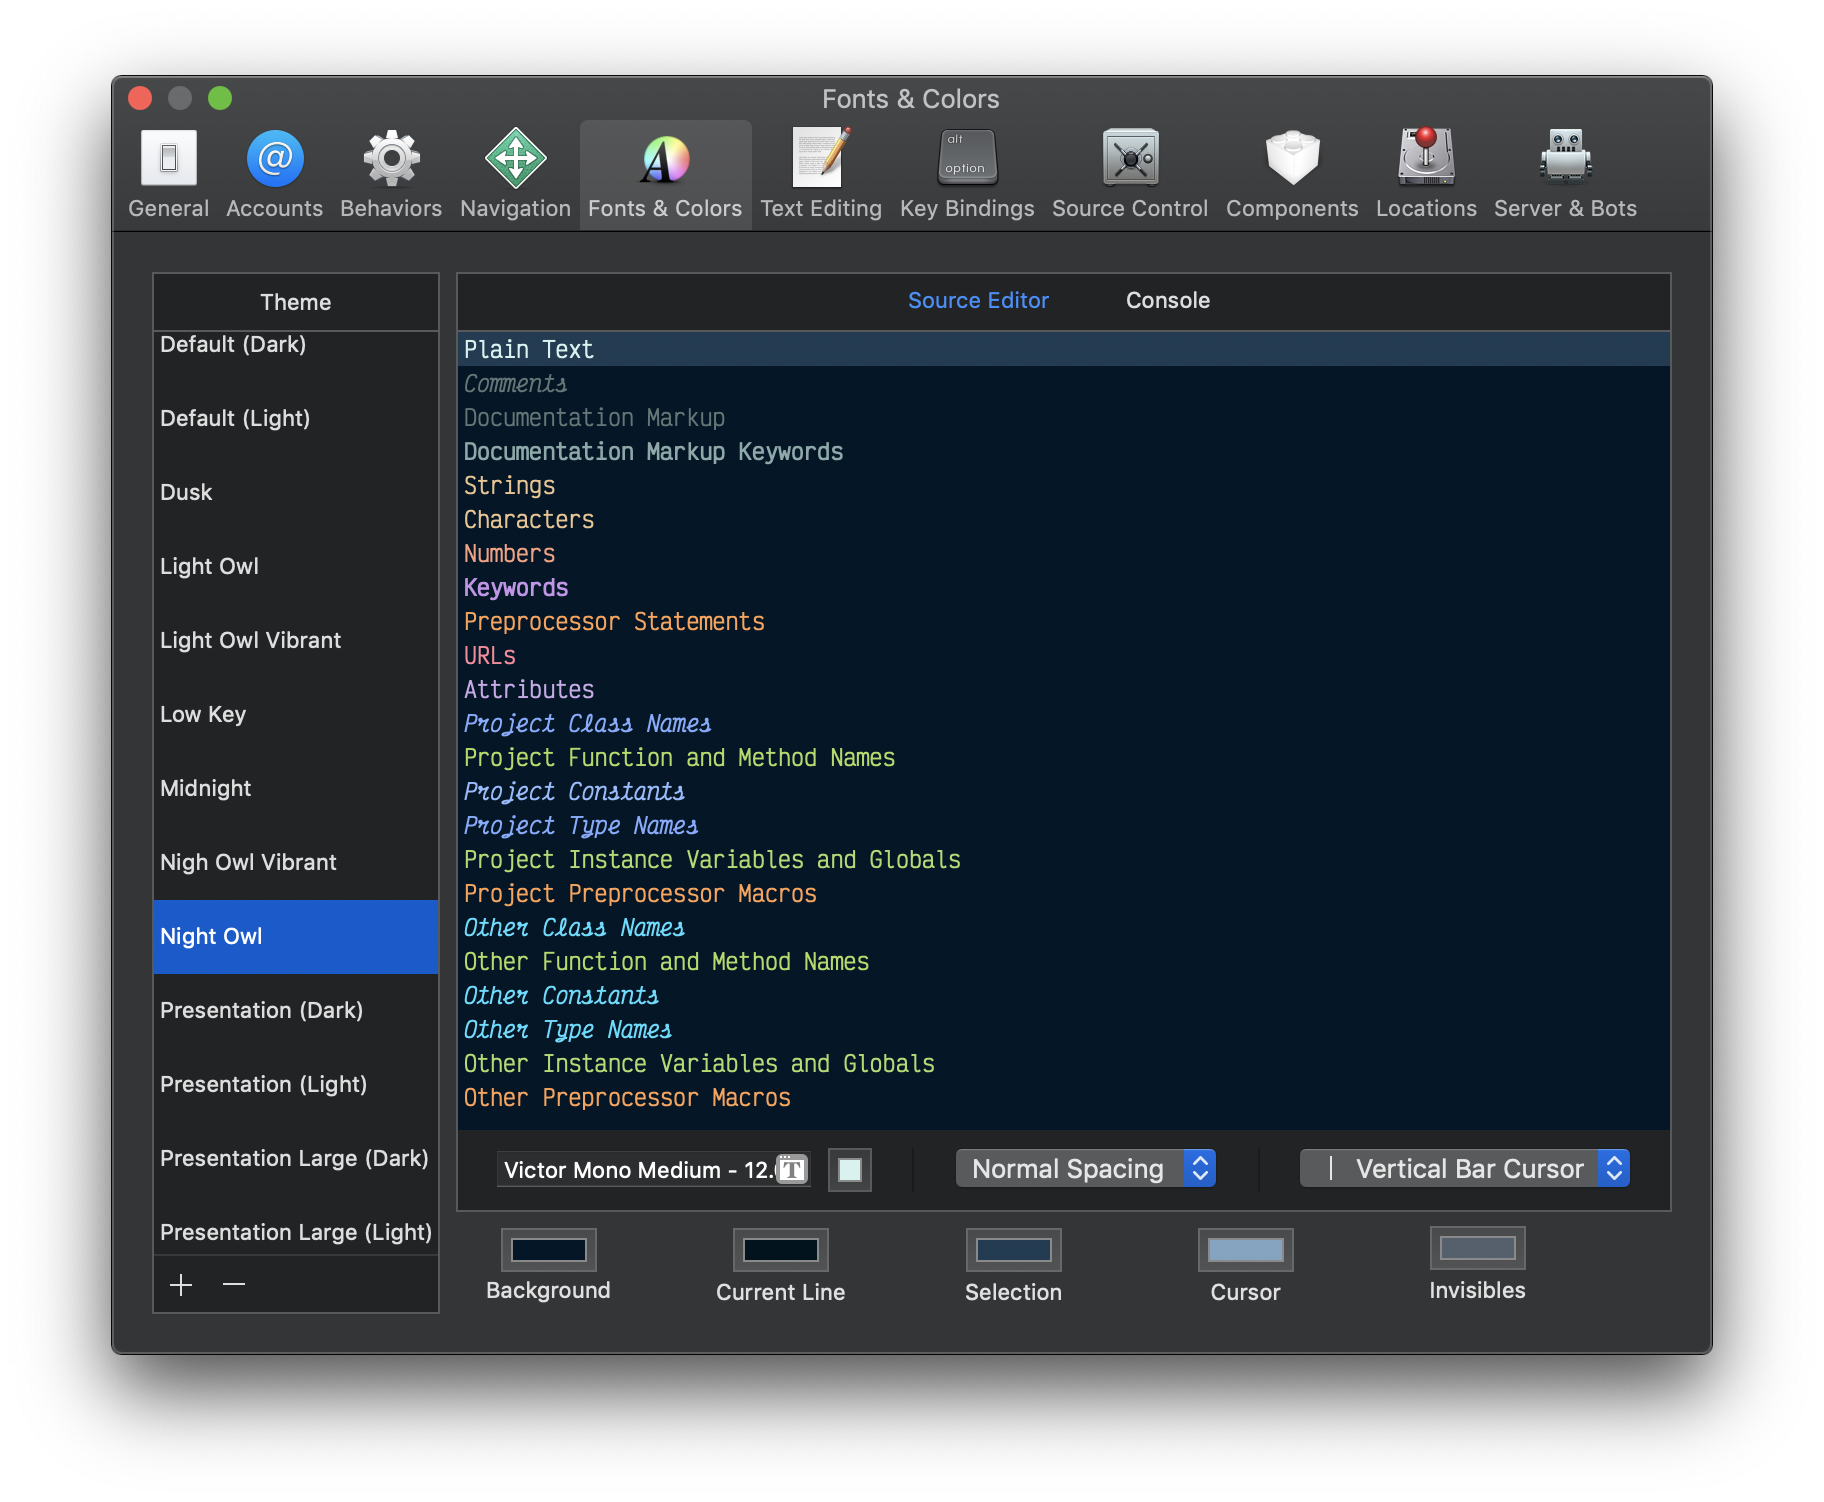 Fonts & Colors
alt
option
General Accounts Behaviors Navigation Fonts & Colors Text Editing Key Bindings Source Control Components Locations Server & Bots
Theme
Default (Dark)
Default (Light)
Dusk
Light Owl
Light Owl Vibrant
Low Key
Midnight
Nigh Owl Vibrant
Night Owl
Presentation (Dark)
Presentation (Light)
Presentation Large (Dark)
Presentation Large (Light)
Source Editor Console
Plain Text
Comments
Documentation Markup
Documentation Markup Keywords
Strings
Characters
Numbers
Keywords
Preprocessor Statements
URLs
Attributes
Project Class Names
Project Function and Method Names
Project Constants
Project Type Names
Project Instance Variables and Globals
Project Preprocessor Macros
Other Class Names
Other Function and Method Names
Other Constants
Other Type Names
Other Instance Variables and Globals
Other Preprocessor Macros
Victor Mono Medium - 12. T Normal Spacing Vertical Bar Cursor
Background Current Line Selection Cursor Invisibles